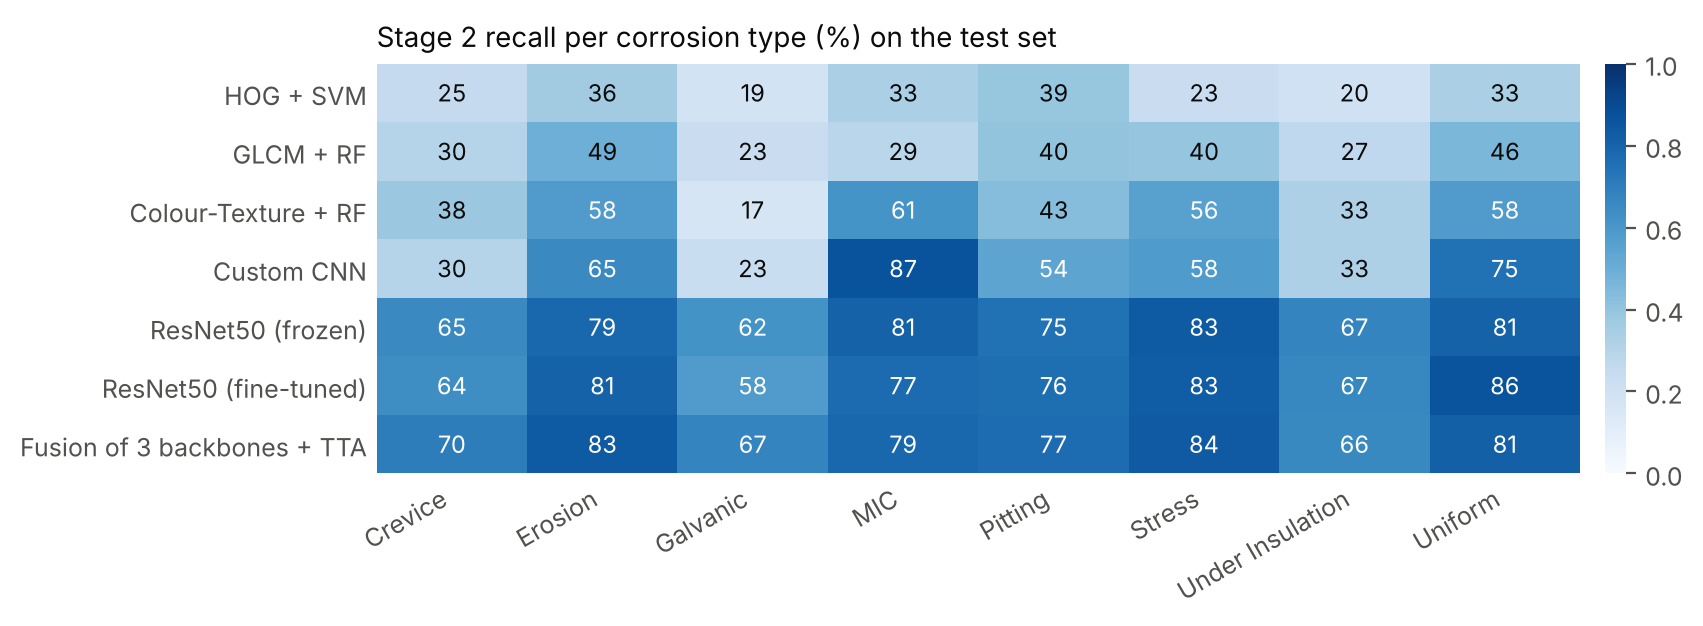 Stage 2 recall per corrosion type (%) on the test set
HOG + SVM 25 36 19 33 39 23 20 33
GLCM + RF 30 49 23 29 40 40 27 46
Colour-Texture + RF 38 58 17 61 43 56 33 58
Custom CNN 30 65 23 87 54 58 33 75
ResNet50 (frozen) 65 79 62 81 75 83 67 81
ResNet50 (fine-tuned) 64 81 58 77 76 83 67 86
Fusion of 3 backbones + TTA 70 83 67 79 77 84 66 81
Crevice Erosion Galvanic MIC Pitting Stress Under Insulation Uniform
1.0
0.8
0.6
0.4
0.2
0.0